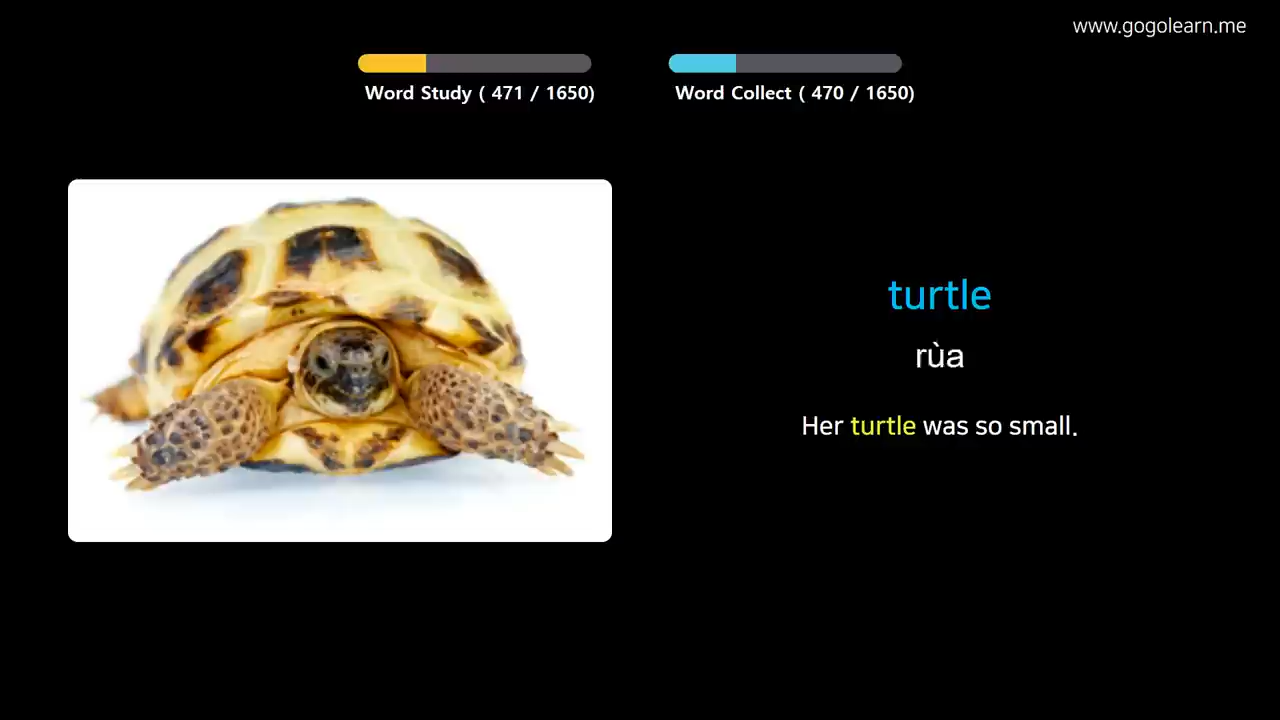 www.gogolearn.me
Word Study ( 471 / 1650)
Word Collect ( 470 / 1650)
turtle
rùa
Her turtle was so small.